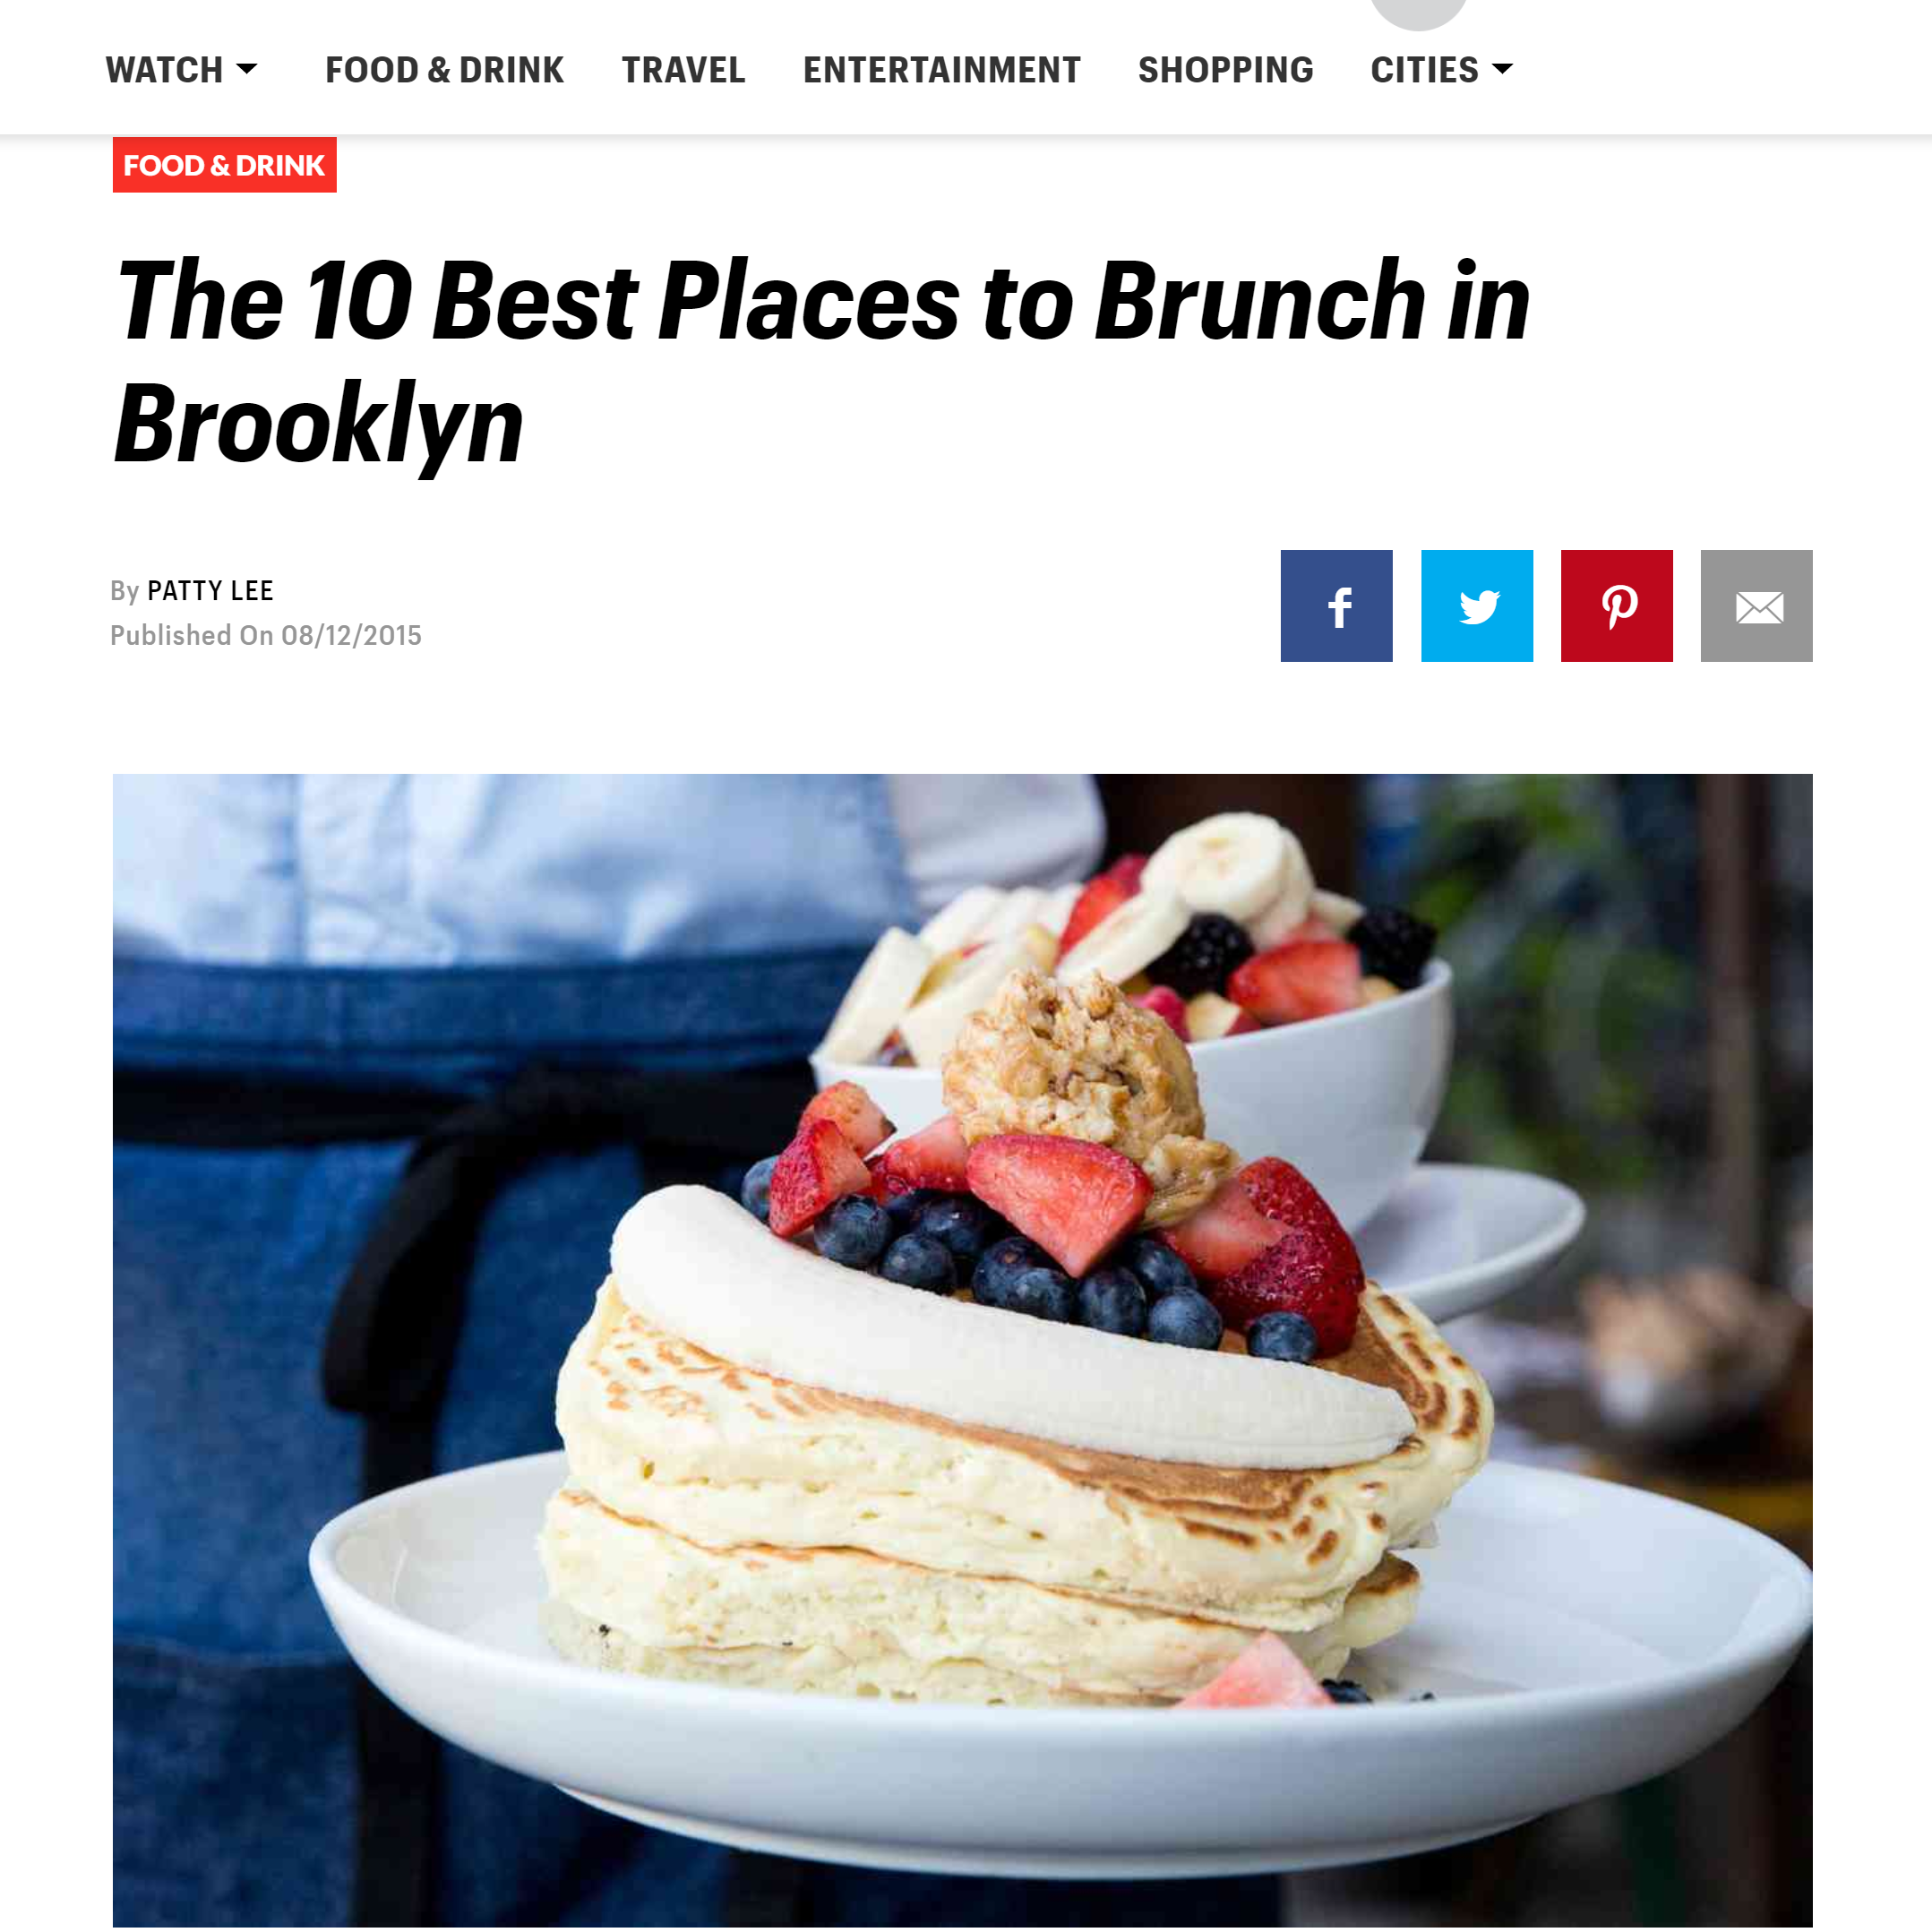 WATCH FOOD & DRINK TRAVEL ENTERTAINMENT SHOPPING CITIES
FOOD & DRINK
The 10 Best Places to Brunch in
Brooklyn
By PATTY LEE
Published On 08/12/2015